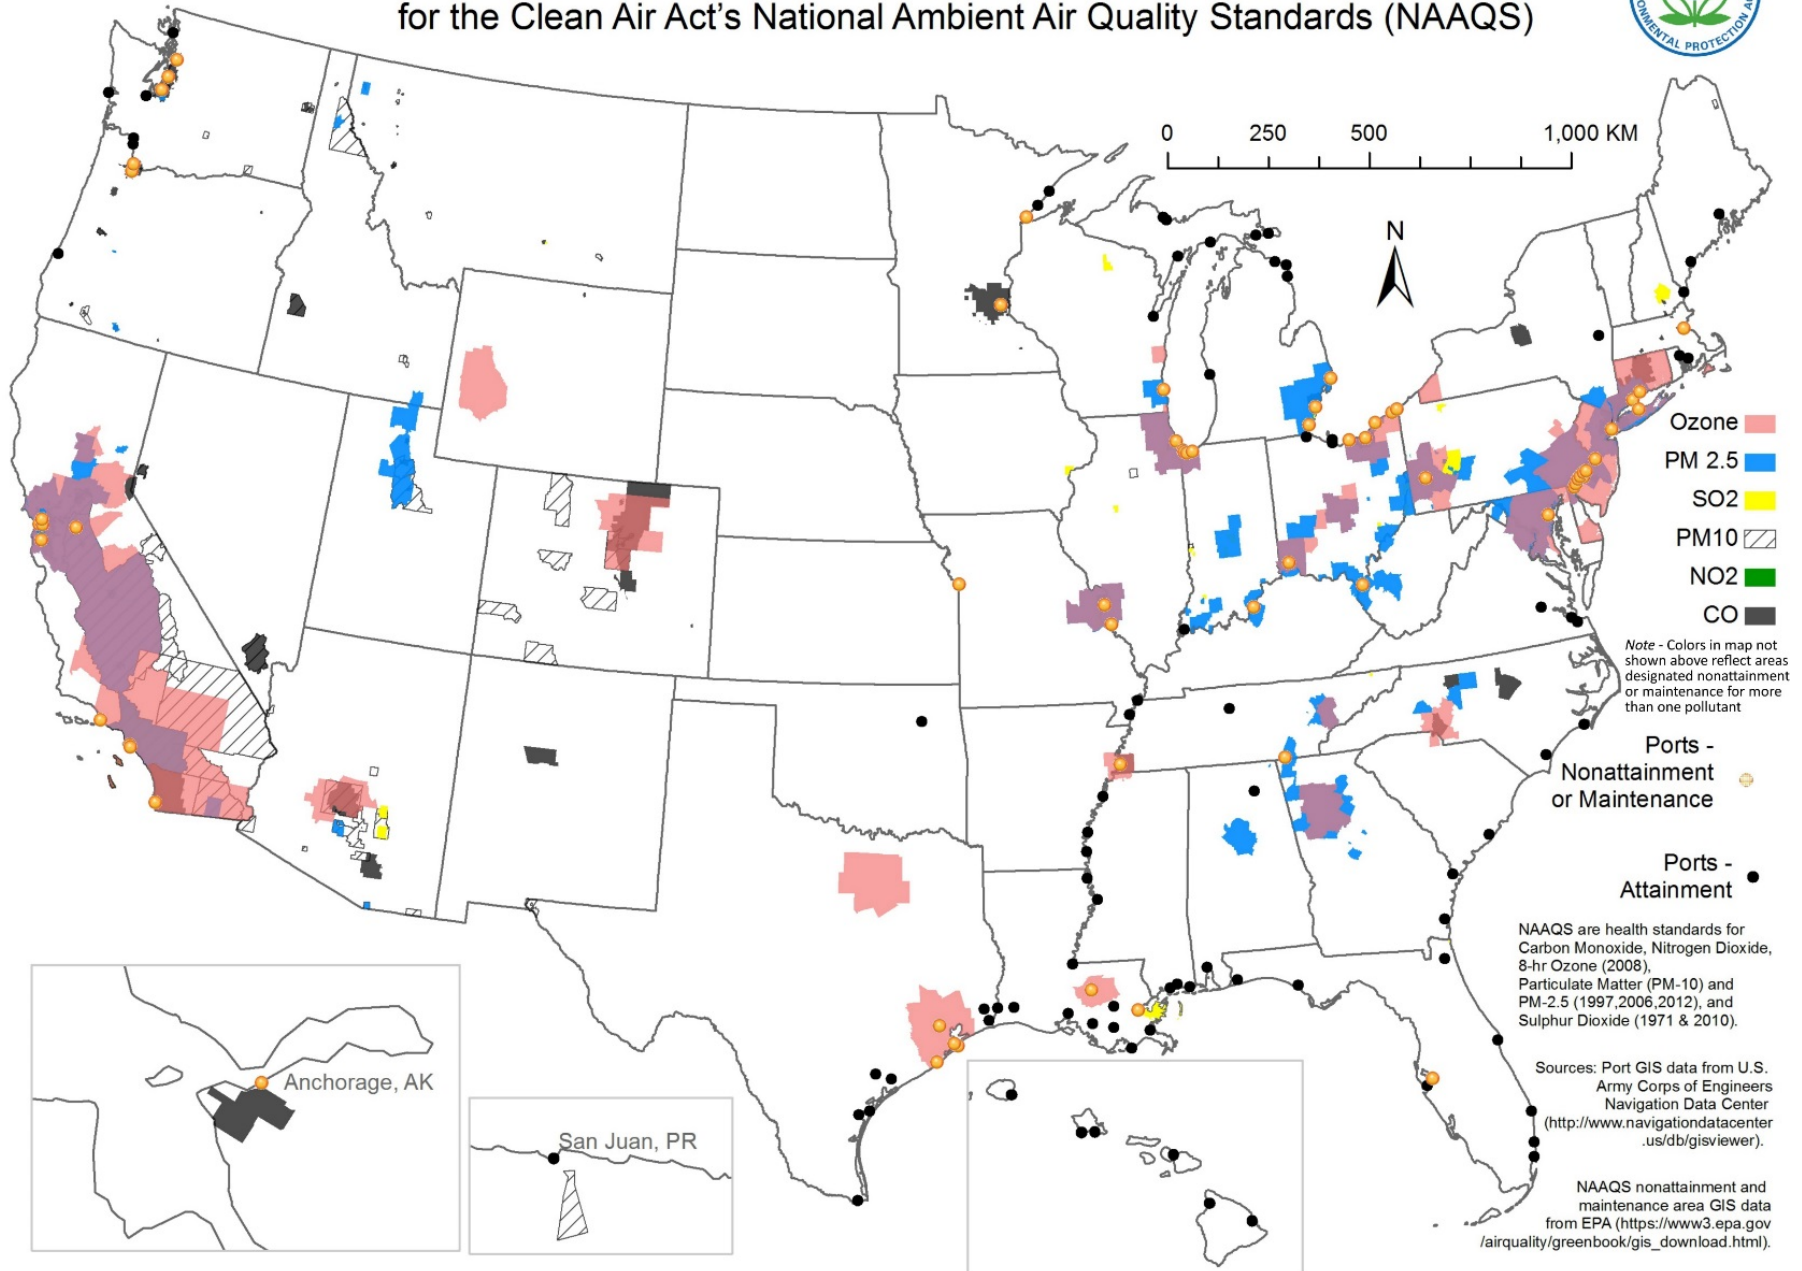 for the Clean Air Act's National Ambient Air Quality Standards (NAAQS)
PROTECTION
0 250 500 1,000 KM
N
Ozone
PM 2.5
SO2
PM10
NO2
CO
Note - Colors in map not
shown above reflect areas
designated nonattainment
or maintenance for more
than one pollutant
Ports -
Nonattainment
or Maintenance
Ports -
Attainment
NAAQS are health standards for
Carbon Monoxide, Nitrogen Dioxide,
8-hr Ozone (2008),
Particulate Matter (PM-10) and
PM-2.5 (1997,2006,2012), and
Sulphur Dioxide (1971 & 2010).
Sources: Port GIS data from U.S.
Army Corps of Engineers
Navigation Data Center
(http://www.navigationdatacenter
.us/db/gisviewer).
NAAQS nonattainment and
maintenance area GIS data
from EPA (https://www3.epa.gov
/airquality/greenbook/gis_download.html).
Anchorage, AK
San Juan, PR